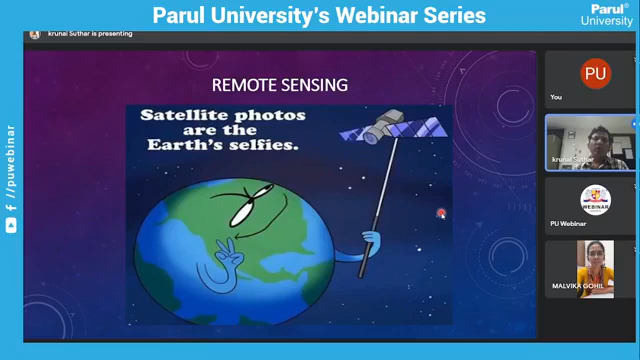 Parul University's Webinar Series
Parul®
University
krunal Suthar is presenting
REMOTE SENSING
Satellite photos
are the
Earth's selfies.
PU
You
krunal Suthar
WEBINAR
PU Webinar
MALVIKA GOHIL
/puwebinar